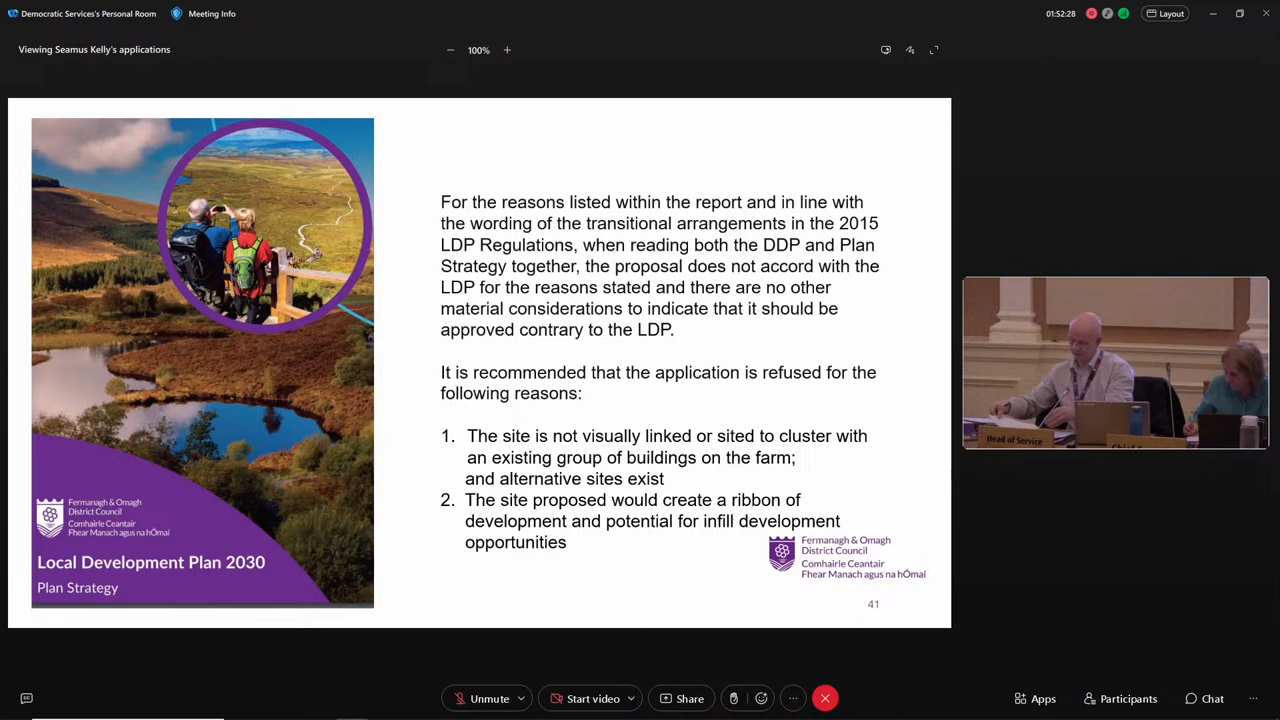 Democratic Services's Personal Room
Meeting Info
01:52:28
Layout
Viewing Seamus Kelly's applications
100%
For the reasons listed within the report and in line with
the wording of the transitional arrangements in the 2015
LDP Regulations, when reading both the DDP and Plan
Strategy together, the proposal does not accord with the
LDP for the reasons stated and there are no other
material considerations to indicate that it should be
approved contrary to the LDP.
It is recommended that the application is refused for the
following reasons:
1. The site is not visually linked or sited to cluster with
an existing group of buildings on the farm;
and alternative sites exist
2. The site proposed would create a ribbon of
development and potential for infill development
opportunities
Fermanagh & Omagh
District Council
Comhairle Ceantair
Fhear Manach agus na hÓmaí
Local Development Plan 2030
Plan Strategy
Fermanagh & Omagh
District Council
Comhairle Ceantair
Fhear Manach agus na hÓmaí
41
Head of Service
Unmute
Start video
Share
Apps
Participants
Chat